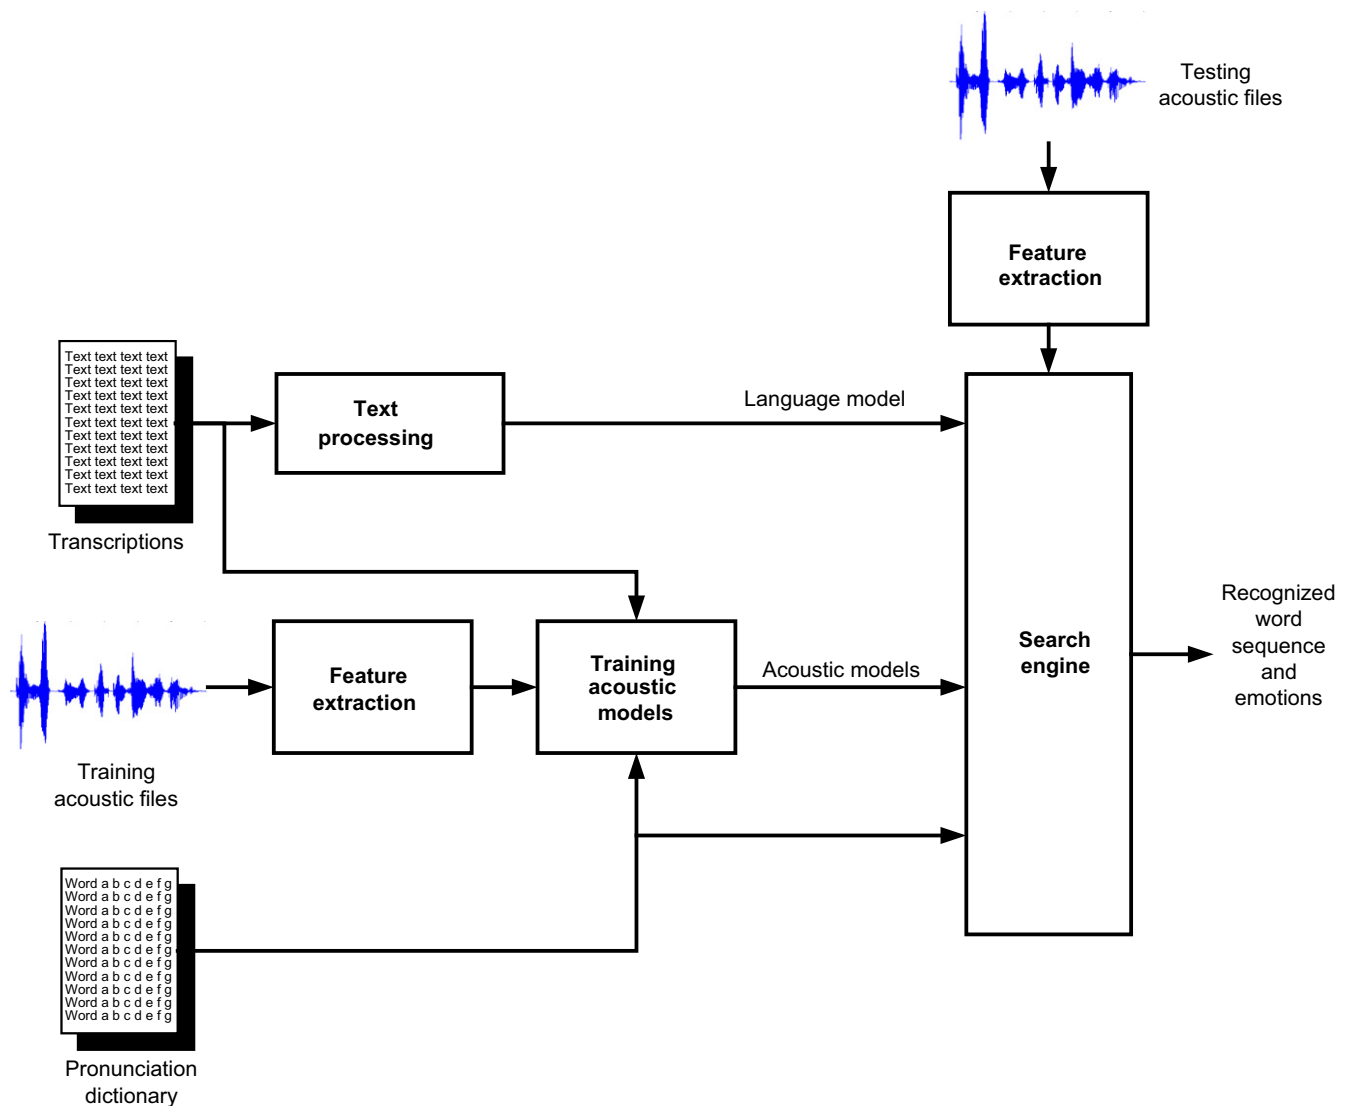 Testing
acoustic files
Feature
extraction
Text text text text
Text text text text
Text text text text
Text text text text
Text text text text
Text text text text
Text text text text
Text text text text
Text text text text
Text text text text
Text text text text
Transcriptions
Text
processing
Language model
Training
acoustic files
Feature
extraction
Training
acoustic
models
Acoustic models
Search
engine
Recognized
word
sequence
and
emotions
Word a b c d e f g
Word a b c d e f g
Word a b c d e f g
Word a b c d e f g
Word a b c d e f g
Word a b c d e f g
Word a b c d e f g
Word a b c d e f g
Word a b c d e f g
Word a b c d e f g
Word a b c d e f g
Pronunciation
dictionary